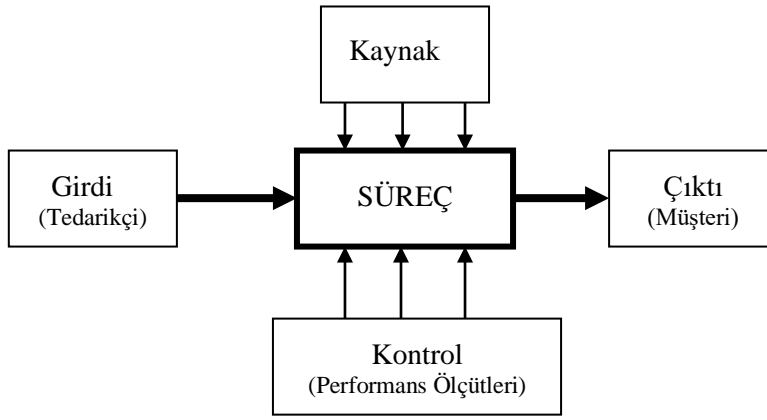 Kaynak
Girdi
(Tedarikçi)
SÜREÇ
Çıktı
(Müşteri)
Kontrol
(Performans Ölçütleri)